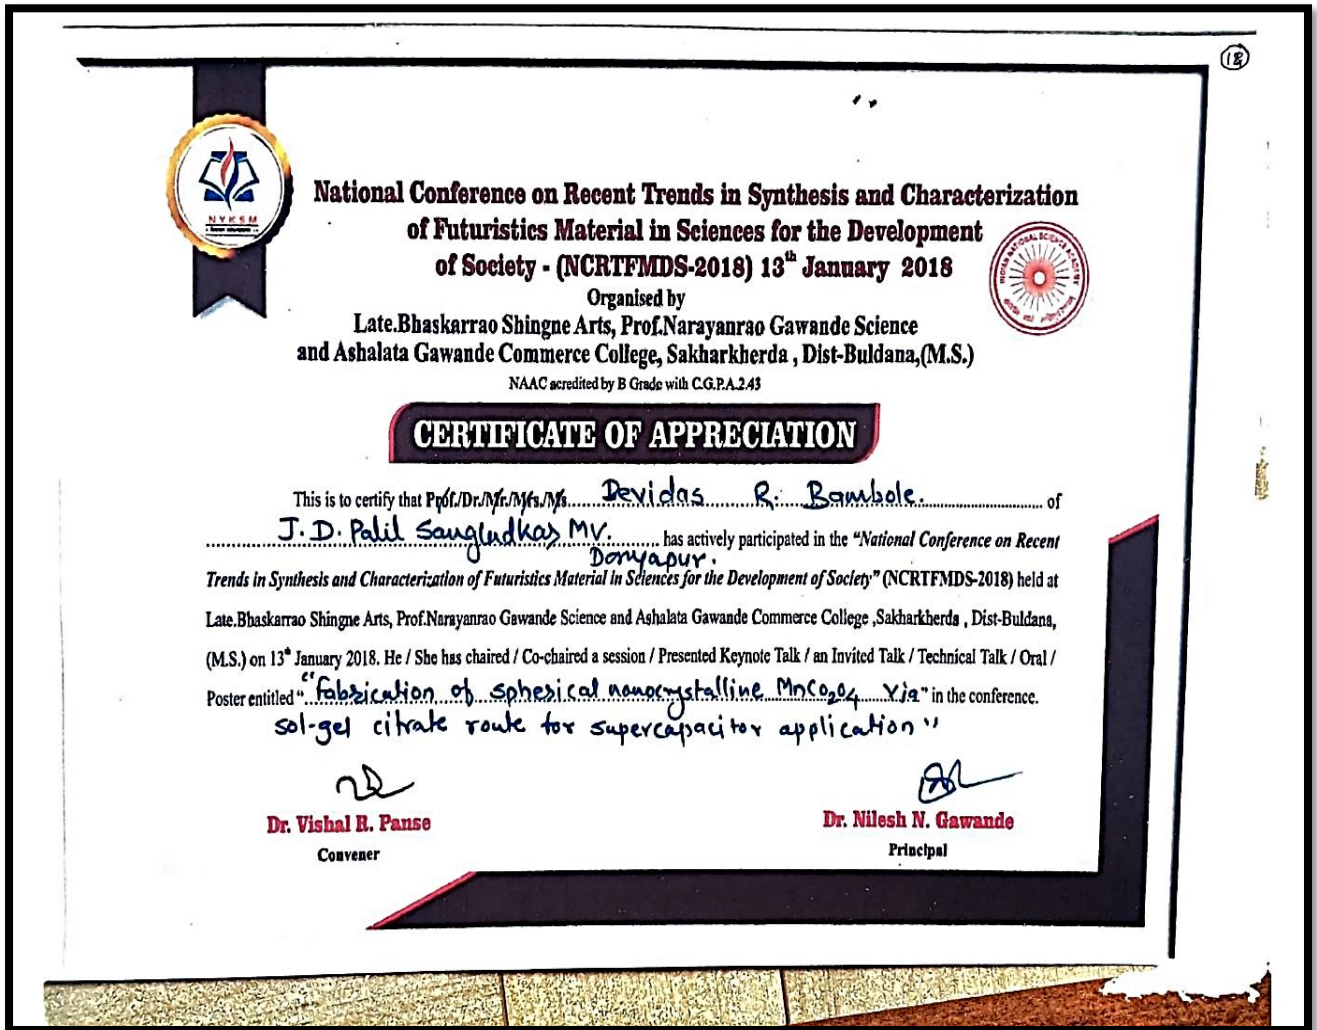 18
NYKSM
INDIAN NATIONAL SCIENCE ACADEMY
National Conference on Recent Trends in Synthesis and Characterization
of Futuristics Material in Sciences for the Development
of Society - (NCRTFMDS-2018) 13th January 2018
Organised by
Late.Bhaskarrao Shingne Arts, Prof.Narayanrao Gawande Science
and Ashalata Gawande Commerce College, Sakharkherda , Dist-Buldana,(M.S.)
NAAC acredited by B Grade with C.G.P.A.2.43
CERTIFICATE OF APPRECIATION
This is to certify that Prof./Dr./Mr./Mrs./Ms. Devidas R. Bambole. of
J.D. Patil Sangludkar MV. has actively participated in the "National Conference on Recent
Daryapur.
Trends in Synthesis and Characterization of Futuristics Material in Sciences for the Development of Society" (NCRTFMDS-2018) held at
Late.Bhaskarrao Shingne Arts, Prof.Narayanrao Gawande Science and Ashalata Gawande Commerce College ,Sakharkherda , Dist-Buldana,
(M.S.) on 13th January 2018. He / She has chaired / Co-chaired a session / Presented Keynote Talk / an Invited Talk / Technical Talk / Oral /
Poster entitled "“Fabrication of spherical nanocrystalline MnCo2O4 via" in the conference.
sol-gel citrate route for supercapacitor application"
Dr. Vishal R. Panse
Convener
Dr. Nilesh N. Gawande
Principal